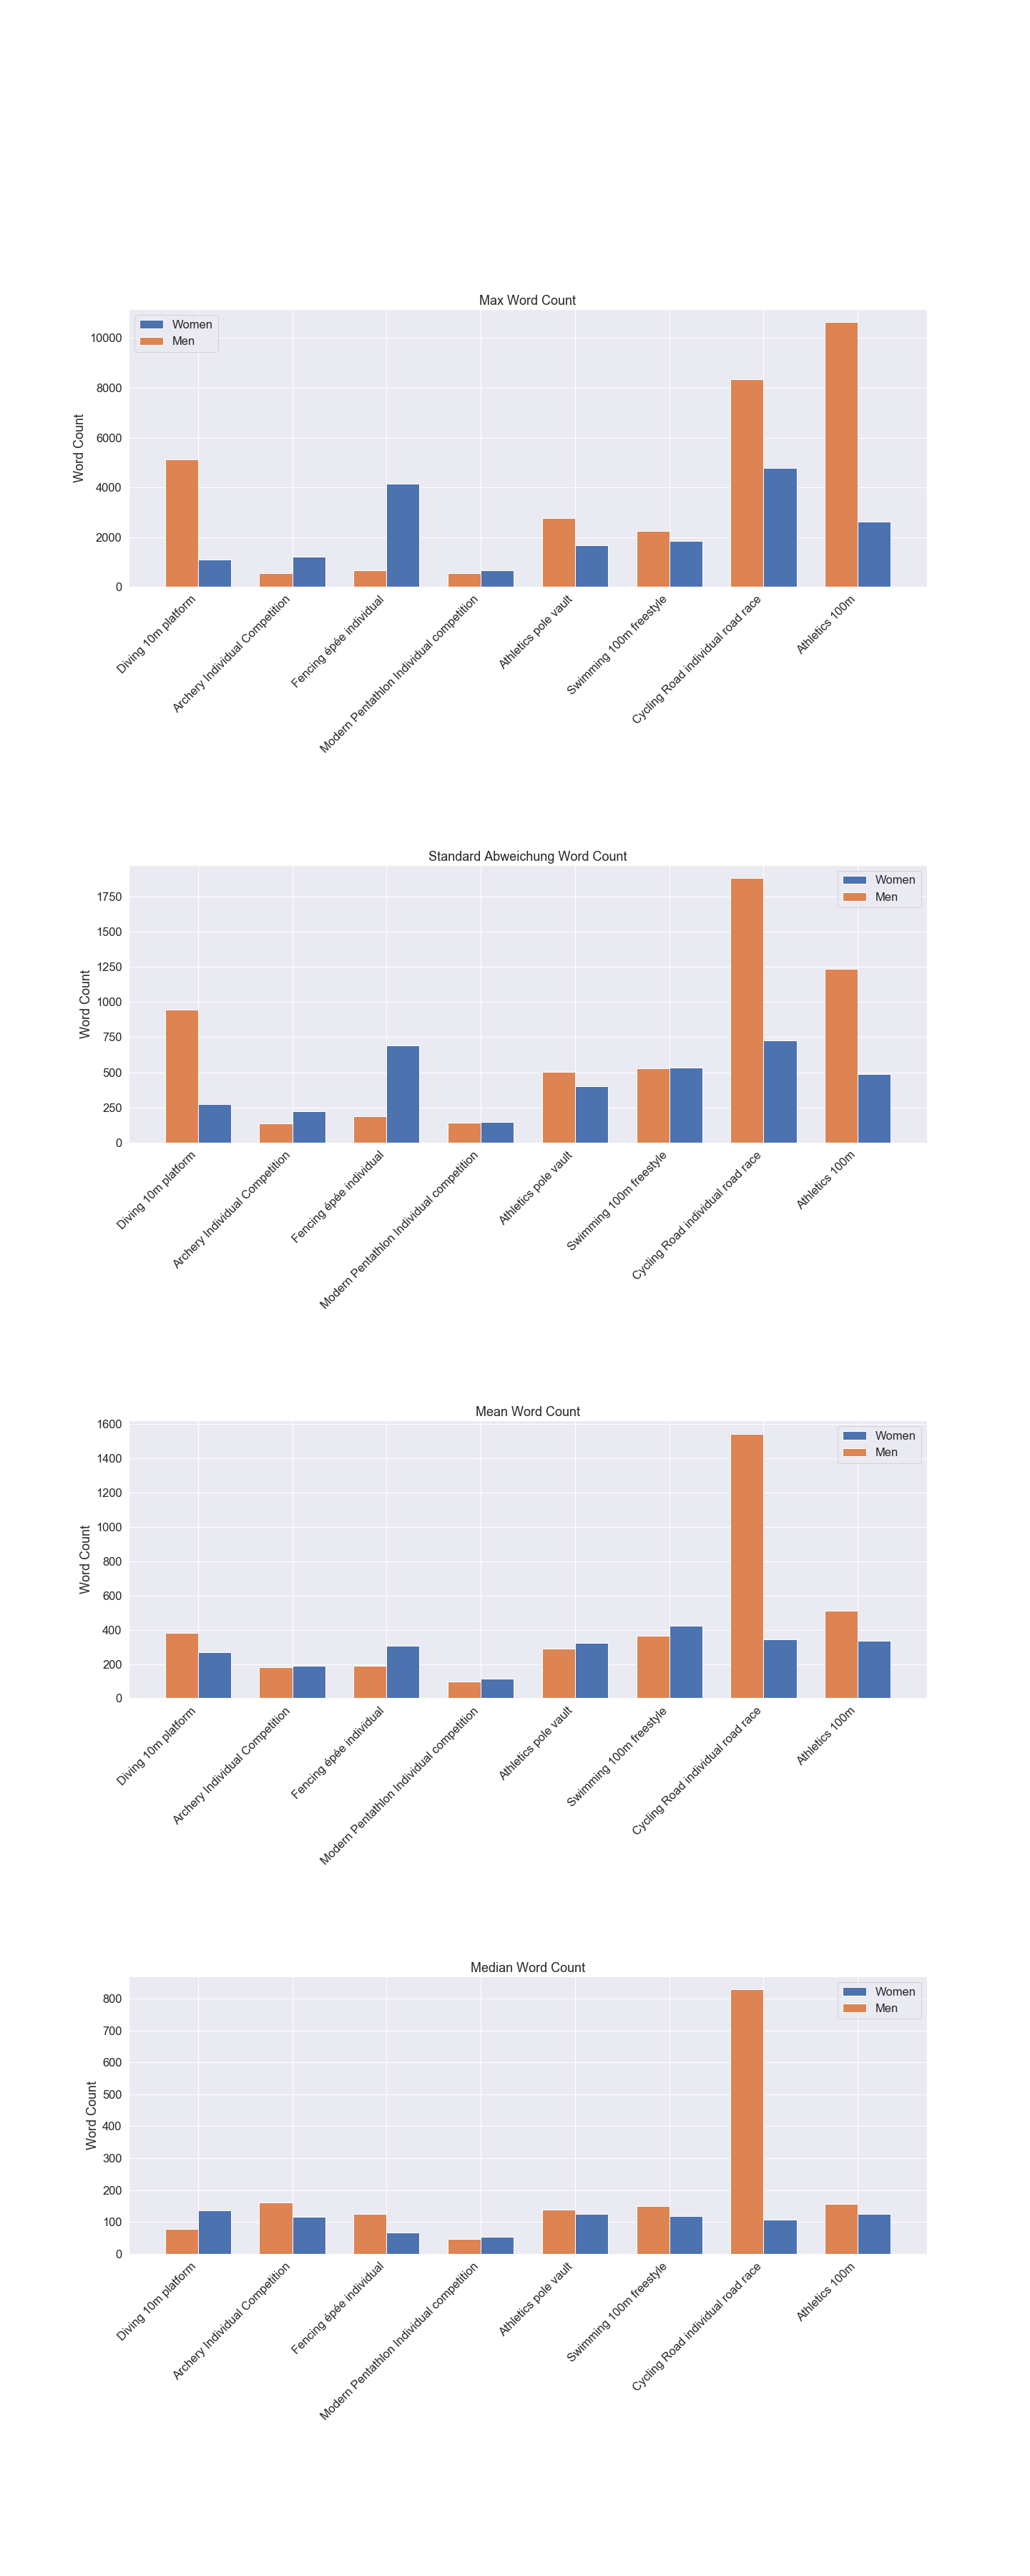 Max Word Count
Women
Men
Word Count
10000
8000
6000
4000
2000
0
Diving 10m platform
Archery Individual Competition
Fencing épée individual
Modern Pentathlon Individual competition
Athletics pole vault
Swimming 100m freestyle
Cycling Road individual road race
Athletics 100m
Standard Abweichung Word Count
Women
Men
Word Count
1750
1500
1250
1000
750
500
250
0
Diving 10m platform
Archery Individual Competition
Fencing épée individual
Modern Pentathlon Individual competition
Athletics pole vault
Swimming 100m freestyle
Cycling Road individual road race
Athletics 100m
Mean Word Count
Women
Men
Word Count
1600
1400
1200
1000
800
600
400
200
0
Diving 10m platform
Archery Individual Competition
Fencing épée individual
Modern Pentathlon Individual competition
Athletics pole vault
Swimming 100m freestyle
Cycling Road individual road race
Athletics 100m
Median Word Count
Women
Men
Word Count
800
700
600
500
400
300
200
100
0
Diving 10m platform
Archery Individual Competition
Fencing épée individual
Modern Pentathlon Individual competition
Athletics pole vault
Swimming 100m freestyle
Cycling Road individual road race
Athletics 100m